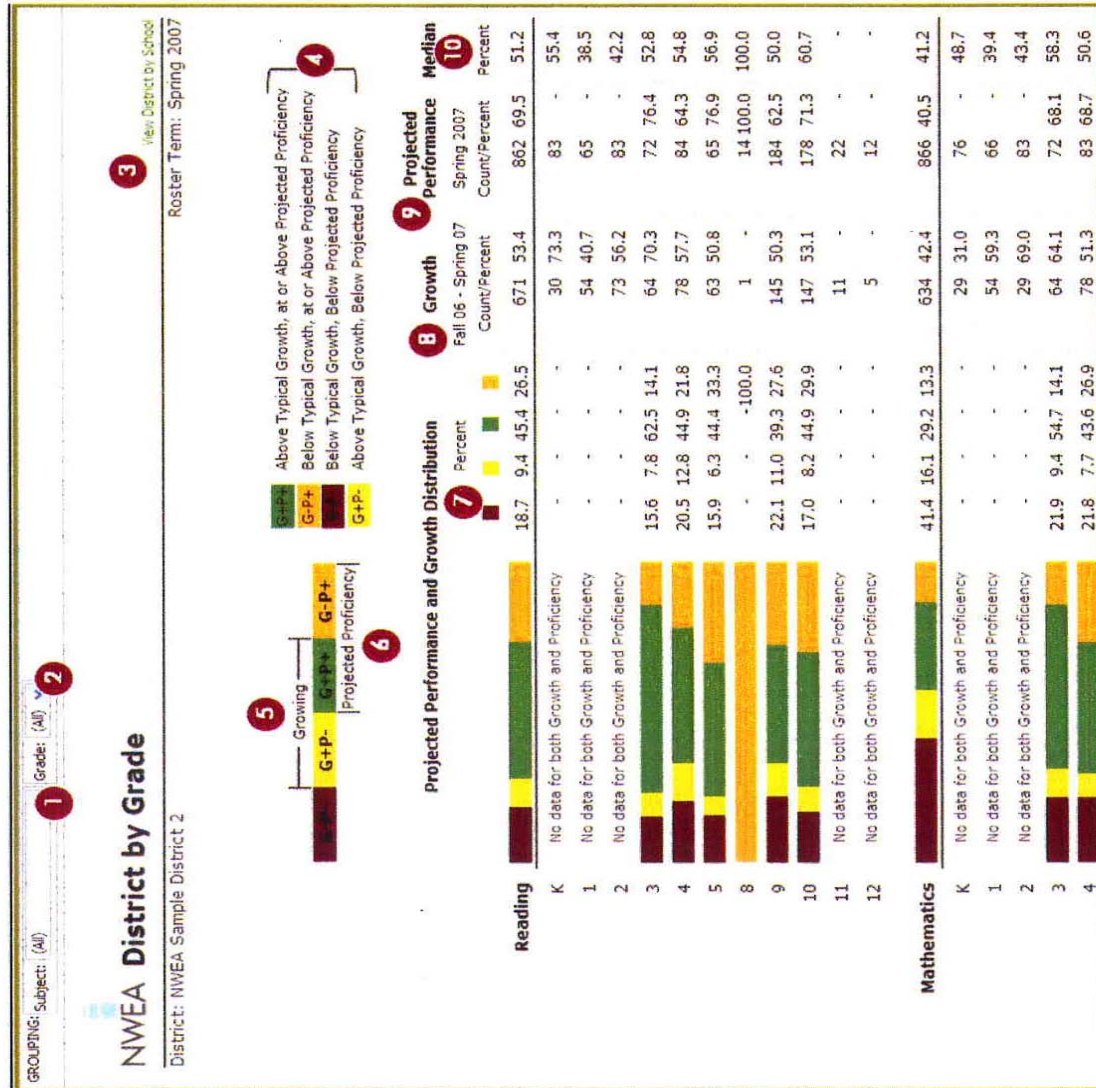 GROUPING: Subject: (All) 1 Grade: (All) 2
3 View District by School
NWEA District by Grade
District: NWEA Sample District 2 Roster Term: Spring 2007
5 Growing
G-P- G+P- G+P+ G-P+
Projected Proficiency
6
G+P+ Above Typical Growth, at or Above Projected Proficiency
G-P+ Below Typical Growth, at or Above Projected Proficiency
G-P- Below Typical Growth, Below Projected Proficiency
G+P- Above Typical Growth, Below Projected Proficiency
4
Projected Performance and Growth Distribution 8 Growth 9 Projected Performance Median
7 Percent Fall 06 - Spring 07 Spring 2007 10
Count/Percent Count/Percent Percent
Reading 18.7 9.4 45.4 26.5 671 53.4 862 69.5 51.2
K No data for both Growth and Proficiency - - - - 30 73.3 83 - 55.4
1 No data for both Growth and Proficiency - - - - 54 40.7 65 - 38.5
2 No data for both Growth and Proficiency - - - - 73 56.2 83 - 42.2
3 15.6 7.8 62.5 14.1 64 70.3 72 76.4 52.8
4 20.5 12.8 44.9 21.8 78 57.7 84 64.3 54.8
5 15.9 6.3 44.4 33.3 63 50.8 65 76.9 56.9
8 - - -100.0 1 - 14 100.0 100.0
9 22.1 11.0 39.3 27.6 145 50.3 184 62.5 50.0
10 17.0 8.2 44.9 29.9 147 53.1 178 71.3 60.7
11 No data for both Growth and Proficiency - - - - 11 - 22 - -
12 No data for both Growth and Proficiency - - - - 5 - 12 - -
Mathematics 41.4 16.1 29.2 13.3 634 42.4 866 40.5 41.2
K No data for both Growth and Proficiency - - - - 29 31.0 76 - 48.7
1 No data for both Growth and Proficiency - - - - 54 59.3 66 - 39.4
2 No data for both Growth and Proficiency - - - - 29 69.0 83 - 43.4
3 21.9 9.4 54.7 14.1 64 64.1 72 68.1 58.3
4 21.8 7.7 43.6 26.9 78 51.3 83 68.7 50.6